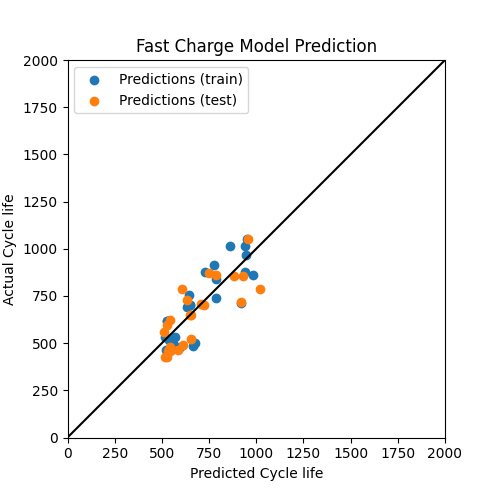 Fast Charge Model Prediction
Predictions (train)
Predictions (test)
2000
1750
1500
1250
1000
750
500
250
0
Actual Cycle life
0 250 500 750 1000 1250 1500 1750 2000
Predicted Cycle life